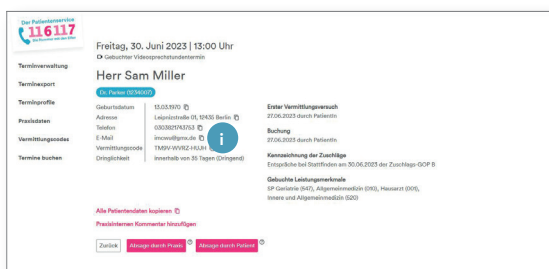 Der Patientenservice
116117
Die Nummer mit den Elfen
Terminverwaltung
Terminexport
Terminprofile
Praxisdaten
Vermittlungscodes
Termine buchen
Freitag, 30. Juni 2023 | 13:00 Uhr
Gebuchter Videosprechstundentermin
Herr Sam Miller
Dr. Parker (1234007)
Geburtsdatum 13.03.1970
Adresse Leipnizstraße 01, 12435 Berlin
Telefon 0303821743753
E-Mail imcwu@gmx.de
Vermittlungscode TM9V-WVRZ-HUJH
Dringlichkeit Innerhalb von 35 Tagen (Dringend)
i
Erster Vermittlungsversuch
27.06.2023 durch PatientIn
Buchung
27.06.2023 durch PatientIn
Kennzeichnung der Zuschläge
Entspräche bei Stattfinden am 30.06.2023 der Zuschlags-GOP B
Gebuchte Leistungsmerkmale
SP Geriatrie (547), Allgemeinmedizin (010), Hausarzt (001),
Innere und Allgemeinmedizin (520)
Alle Patientendaten kopieren
Praxisinternen Kommentar hinzufügen
Zurück
Absage durch Praxis
Absage durch Patient